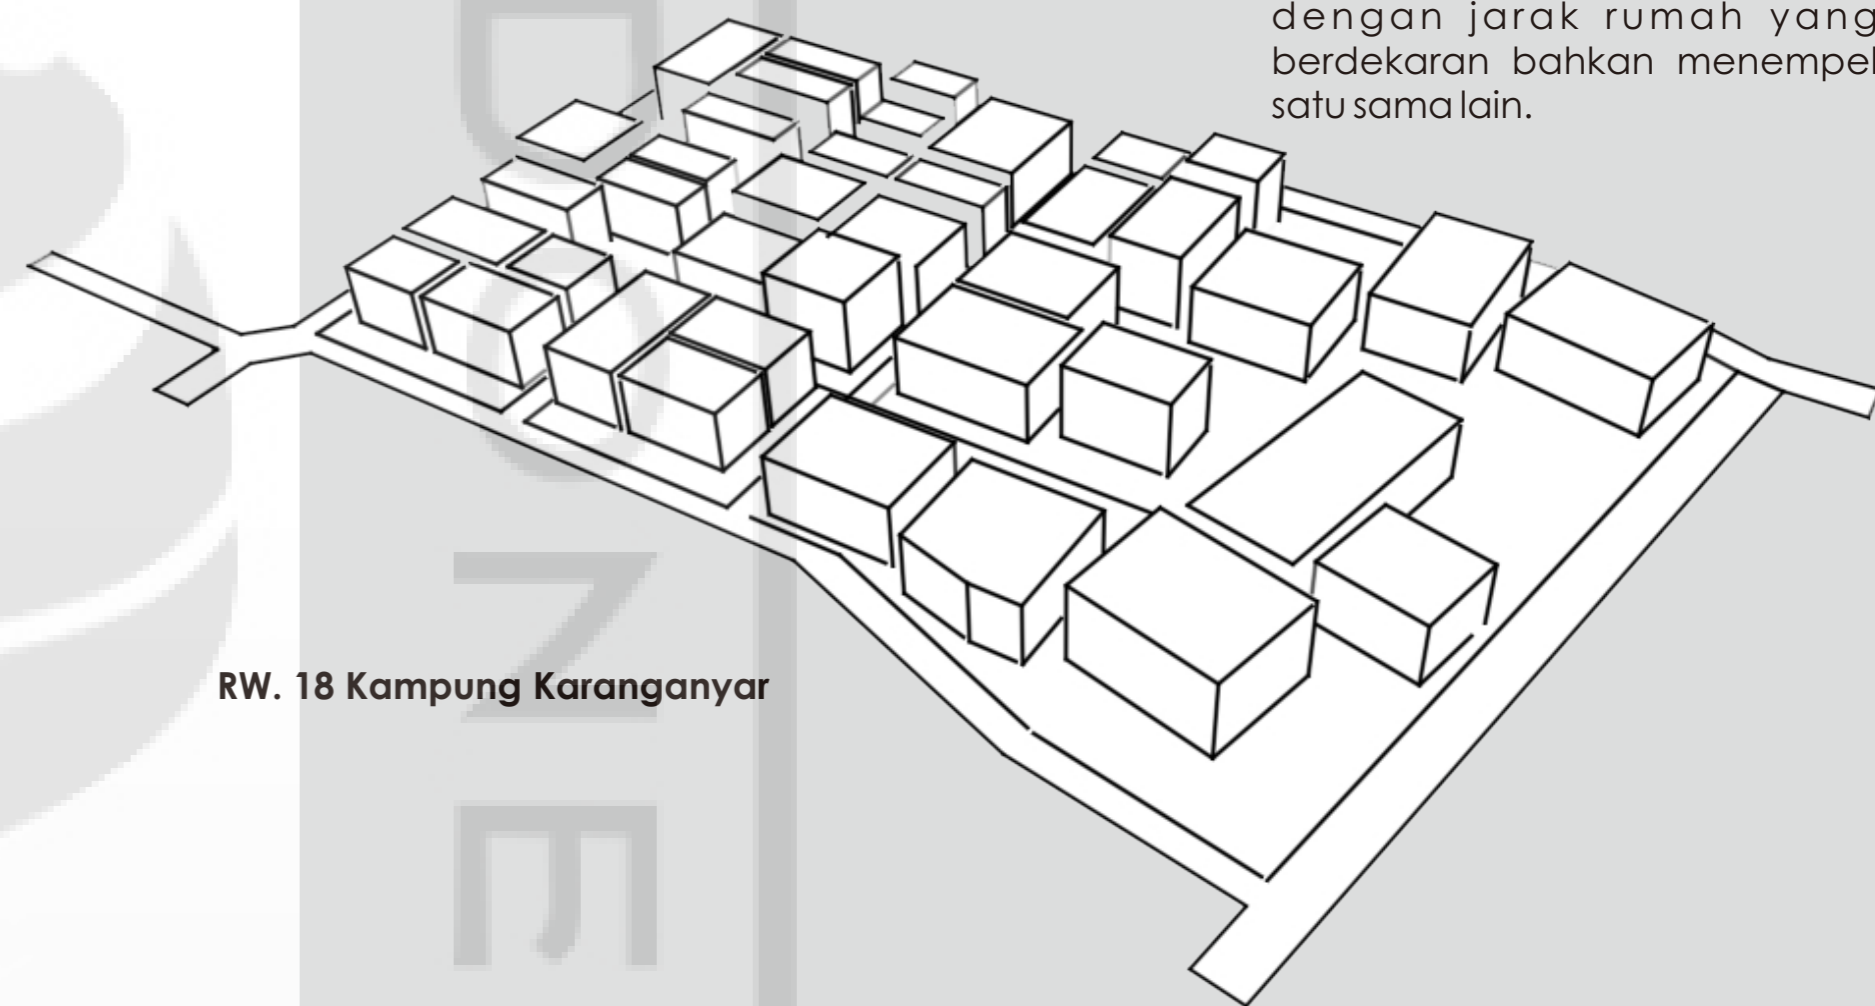 dengan jarak rumah yang
berdekaran bahkan menempel
satu sama lain.
RW. 18 Kampung Karanganyar